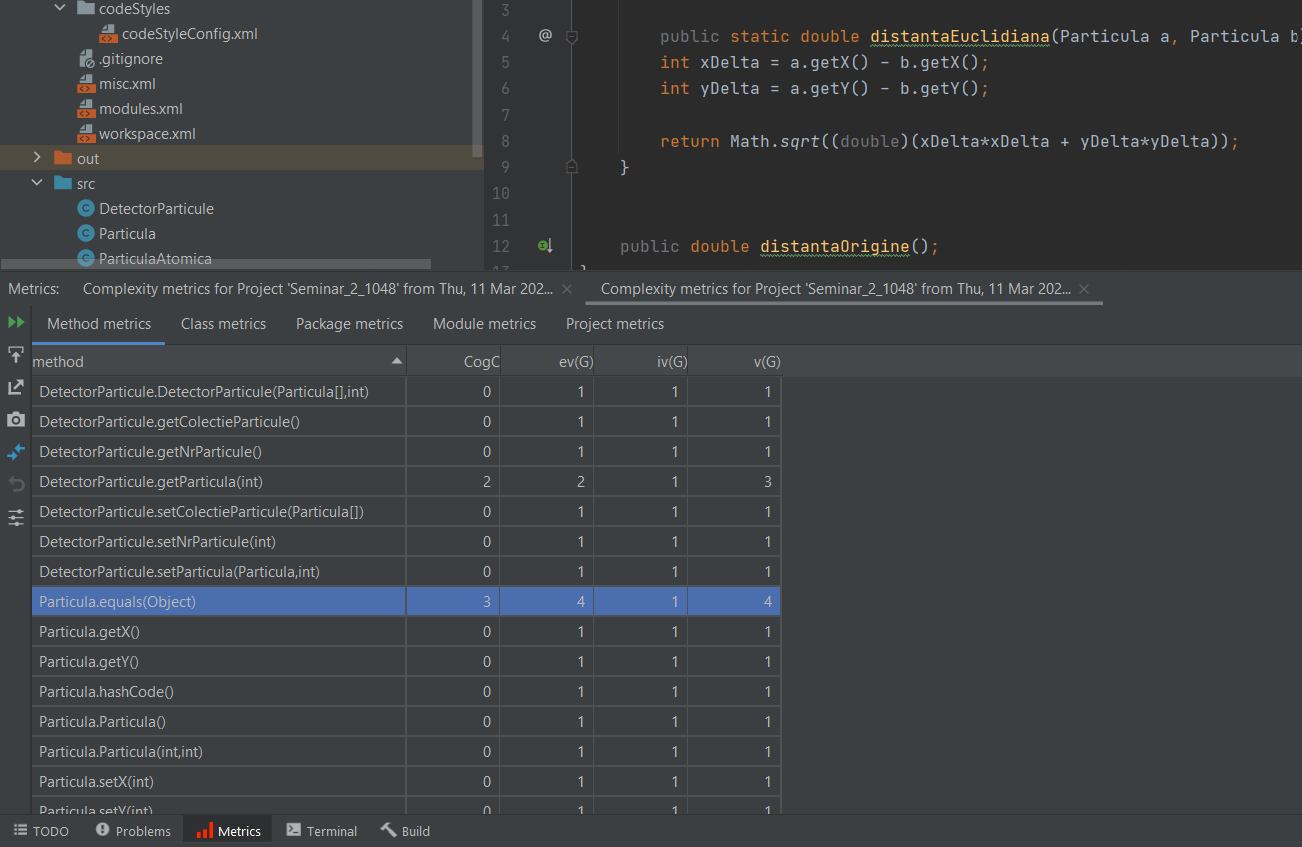 codeStyles
codeStyleConfig.xml
.gitignore
misc.xml
modules.xml
workspace.xml
out
src
DetectorParticule
Particula
ParticulaAtomica
3
4 @ public static double distantaEuclidiana(Particula a, Particula b)
5 int xDelta = a.getX() - b.getX();
6 int yDelta = a.getY() - b.getY();
7
8 return Math.sqrt((double)(xDelta*xDelta + yDelta*yDelta));
9 }
10
11
12 public double distantaOrigine();
13 }
Metrics: Complexity metrics for Project 'Seminar_2_1048' from Thu, 11 Mar 202... Complexity metrics for Project 'Seminar_2_1048' from Thu, 11 Mar 202...
Method metrics Class metrics Package metrics Module metrics Project metrics
method CogC ev(G) iv(G) v(G)
DetectorParticule.DetectorParticule(Particula[],int) 0 1 1 1
DetectorParticule.getColectieParticule() 0 1 1 1
DetectorParticule.getNrParticule() 0 1 1 1
DetectorParticule.getParticula(int) 2 2 1 3
DetectorParticule.setColectieParticule(Particula[]) 0 1 1 1
DetectorParticule.setNrParticule(int) 0 1 1 1
DetectorParticule.setParticula(Particula,int) 0 1 1 1
Particula.equals(Object) 3 4 1 4
Particula.getX() 0 1 1 1
Particula.getY() 0 1 1 1
Particula.hashCode() 0 1 1 1
Particula.Particula() 0 1 1 1
Particula.Particula(int,int) 0 1 1 1
Particula.setX(int) 0 1 1 1
Particula.setY(int) 0 1 1 1
TODO Problems Metrics Terminal Build